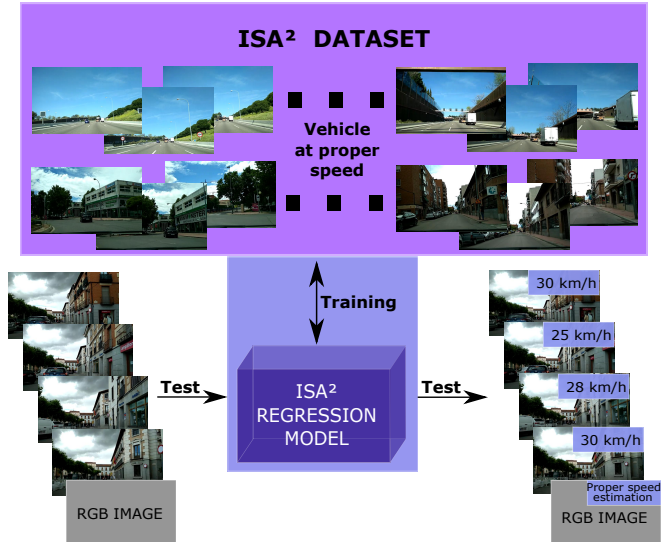 ISA² DATASET
Vehicle
at proper
speed
Training
Test
ISA²
REGRESSION
MODEL
Test
30 km/h
25 km/h
28 km/h
30 km/h
Proper speed
estimation
RGB IMAGE
RGB IMAGE